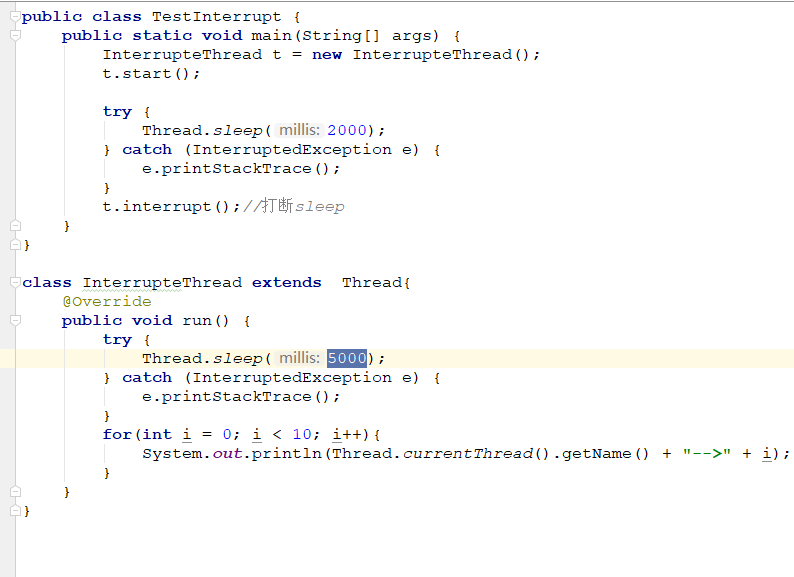 public class TestInterrupt {
    public static void main(String[] args) {
        InterrupteThread t = new InterrupteThread();
        t.start();

        try {
            Thread.sleep( millis: 2000);
        } catch (InterruptedException e) {
            e.printStackTrace();
        }
        t.interrupt();//打断sleep
    }
}

class InterrupteThread extends  Thread{
    @Override
    public void run() {
        try {
            Thread.sleep( millis: 5000);
        } catch (InterruptedException e) {
            e.printStackTrace();
        }
        for(int i = 0; i < 10; i++){
            System.out.println(Thread.currentThread().getName() + "-->" + i);
        }
    }
}